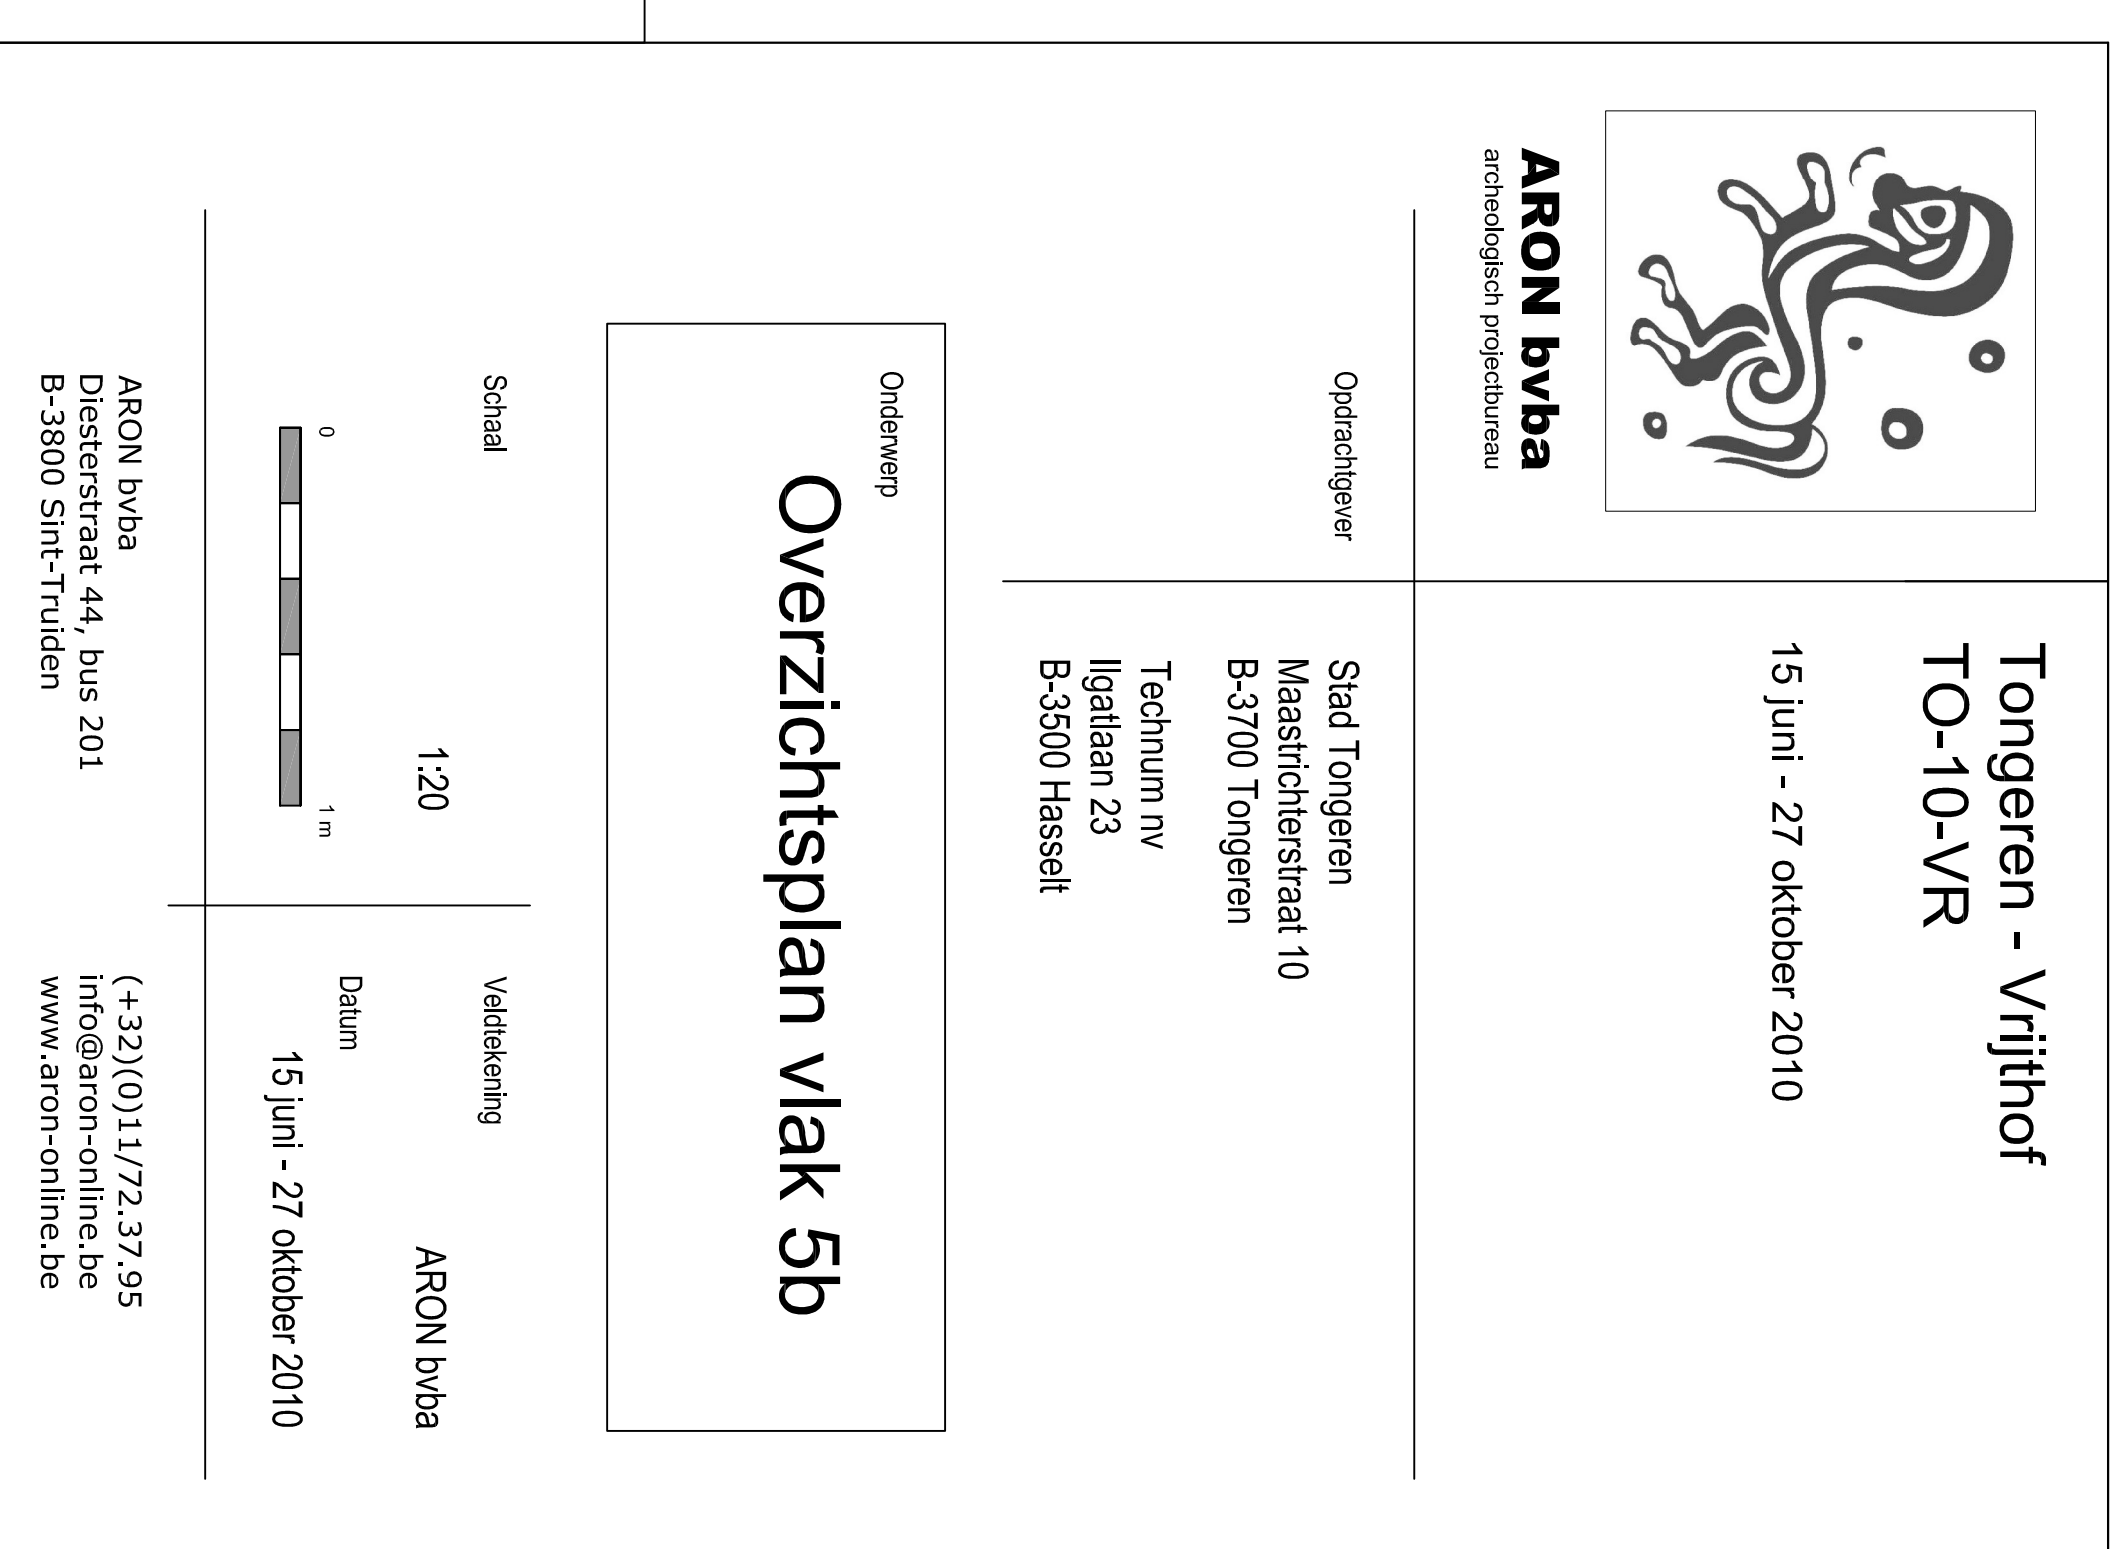 ARON bvba
archeologisch projectbureau
Tongeren - Vrijthof
TO-10-VR
15 juni - 27 oktober 2010
Opdrachtgever
Stad Tongeren
Maastrichterstraat 10
B-3700 Tongeren
Technum nv
Ilgatlaan 23
B-3500 Hasselt
Onderwerp
Overzichtsplan vlak 5b
Schaal
1:20
0 1 m
Veldtekening
ARON bvba
Datum
15 juni - 27 oktober 2010
ARON bvba
Diesterstraat 44, bus 201
B-3800 Sint-Truiden
(+32)(0)11/72.37.95
info@aron-online.be
www.aron-online.be